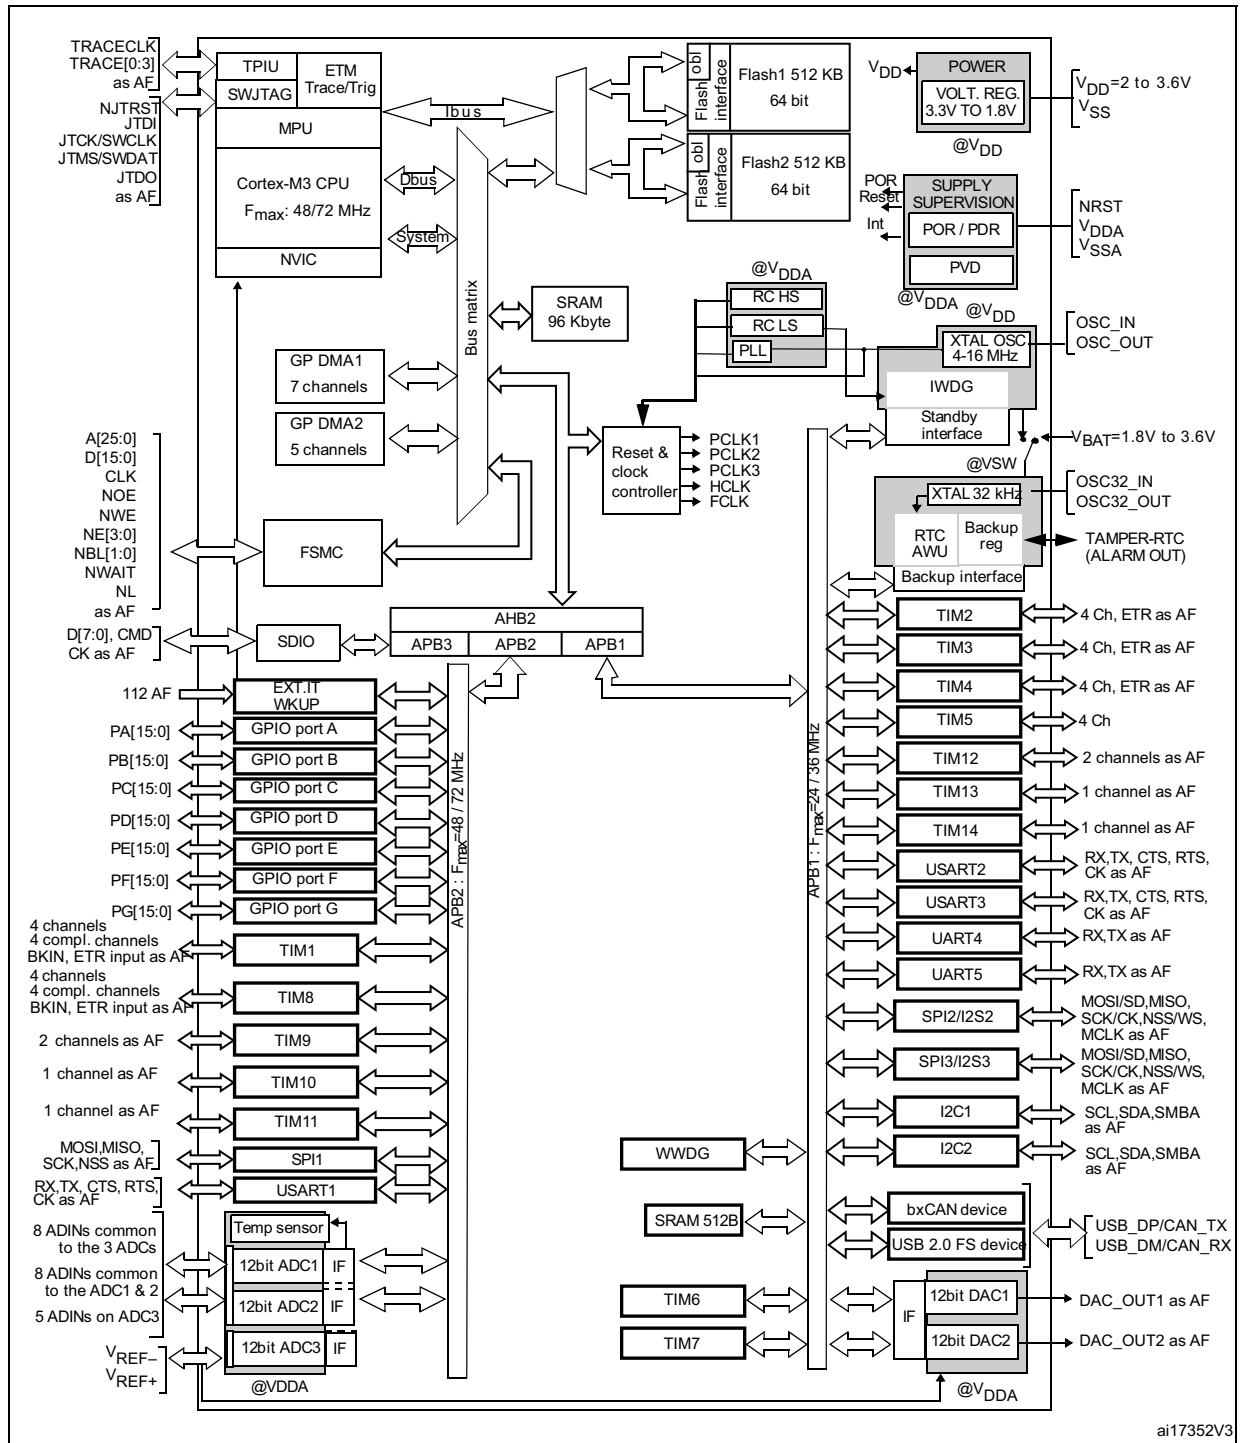 TRACECLK
TRACE[0:3]
as AF
NJTRST
JTDI
JTCK/SWCLK
JTMS/SWDAT
JTDO
as AF
TPIU
ETM
Trace/Trig
SWJTAG
MPU
Cortex-M3 CPU
Fmax: 48/72 MHz
NVIC
Ibus
Dbus
System
Bus matrix
obl
Flash interface
Flash1 512 KB
64 bit
obl
Flash interface
Flash2 512 KB
64 bit
VDD
POWER
VOLT. REG.
3.3V TO 1.8V
@VDD
VDD=2 to 3.6V
VSS
POR
Reset
Int
SUPPLY
SUPERVISION
POR / PDR
PVD
@VDDA
NRST
VDDA
VSSA
SRAM
96 Kbyte
@VDDA
RC HS
RC LS
PLL
@VDD
XTAL OSC
4-16 MHz
IWDG
Standby
interface
OSC_IN
OSC_OUT
GP DMA1
7 channels
GP DMA2
5 channels
Reset &
clock
controller
PCLK1
PCLK2
PCLK3
HCLK
FCLK
VBAT=1.8V to 3.6V
@VSW
XTAL 32 kHz
RTC
AWU
Backup
reg
Backup interface
OSC32_IN
OSC32_OUT
TAMPER-RTC
(ALARM OUT)
A[25:0]
D[15:0]
CLK
NOE
NWE
NE[3:0]
NBL[1:0]
NWAIT
NL
as AF
FSMC
D[7:0], CMD
CK as AF
SDIO
AHB2
APB3
APB2
APB1
112 AF
EXT.IT
WKUP
PA[15:0]
GPIO port A
PB[15:0]
GPIO port B
PC[15:0]
GPIO port C
PD[15:0]
GPIO port D
PE[15:0]
GPIO port E
PF[15:0]
GPIO port F
PG[15:0]
GPIO port G
4 channels
4 compl. channels
BKIN, ETR input as AF
TIM1
4 channels
4 compl. channels
BKIN, ETR input as AF
TIM8
2 channels as AF
TIM9
1 channel as AF
TIM10
1 channel as AF
TIM11
MOSI,MISO,
SCK,NSS as AF
SPI1
RX,TX, CTS, RTS,
CK as AF
USART1
8 ADINs common
to the 3 ADCs
8 ADINs common
to the ADC1 & 2
5 ADINs on ADC3
VREF–
VREF+
Temp sensor
12bit ADC1
IF
12bit ADC2
IF
12bit ADC3
IF
@VDDA
APB2 : Fmax=48 / 72 MHz
APB1 : Fmax=24 / 36 MHz
TIM2
4 Ch, ETR as AF
TIM3
4 Ch, ETR as AF
TIM4
4 Ch, ETR as AF
TIM5
4 Ch
TIM12
2 channels as AF
TIM13
1 channel as AF
TIM14
1 channel as AF
USART2
RX,TX, CTS, RTS,
CK as AF
USART3
RX,TX, CTS, RTS,
CK as AF
UART4
RX,TX as AF
UART5
RX,TX as AF
SPI2/I2S2
MOSI/SD,MISO,
SCK/CK,NSS/WS,
MCLK as AF
SPI3/I2S3
MOSI/SD,MISO,
SCK/CK,NSS/WS,
MCLK as AF
I2C1
SCL,SDA,SMBA
as AF
I2C2
SCL,SDA,SMBA
as AF
WWDG
SRAM 512B
bxCAN device
USB 2.0 FS device
USB_DP/CAN_TX
USB_DM/CAN_RX
TIM6
TIM7
IF
12bit DAC1
DAC_OUT1 as AF
12bit DAC2
DAC_OUT2 as AF
@VDDA
ai17352V3